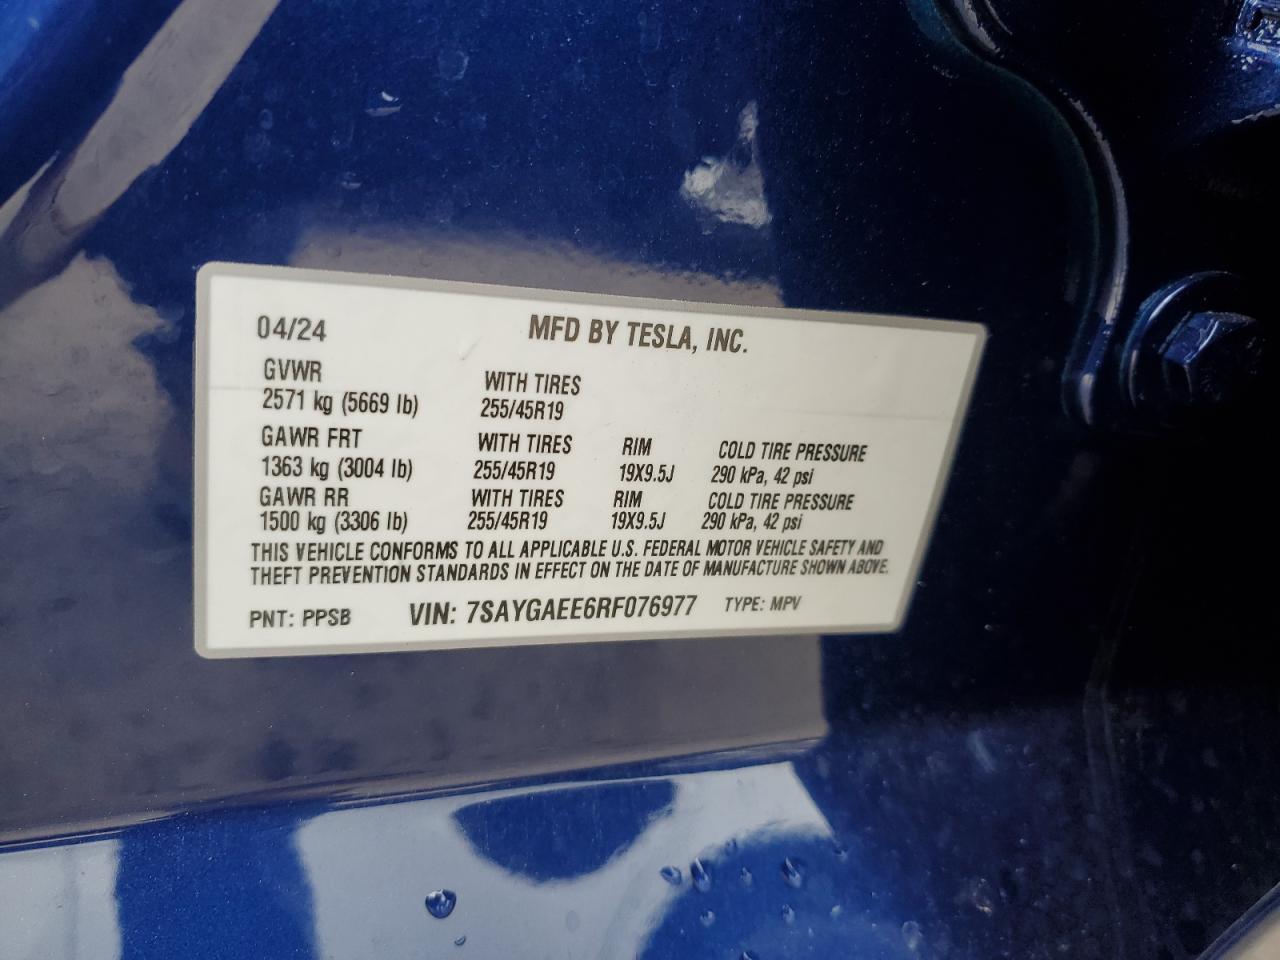 04/24 MFD BY TESLA, INC.
GVWR WITH TIRES
2571 kg (5669 lb) 255/45R19
GAWR FRT WITH TIRES RIM COLD TIRE PRESSURE
1363 kg (3004 lb) 255/45R19 19X9.5J 290 kPa, 42 psi
GAWR RR WITH TIRES RIM COLD TIRE PRESSURE
1500 kg (3306 lb) 255/45R19 19X9.5J 290 kPa, 42 psi
THIS VEHICLE CONFORMS TO ALL APPLICABLE U.S. FEDERAL MOTOR VEHICLE SAFETY AND
THEFT PREVENTION STANDARDS IN EFFECT ON THE DATE OF MANUFACTURE SHOWN ABOVE.
PNT: PPSB VIN: 7SAYGAEE6RF076977 TYPE: MPV